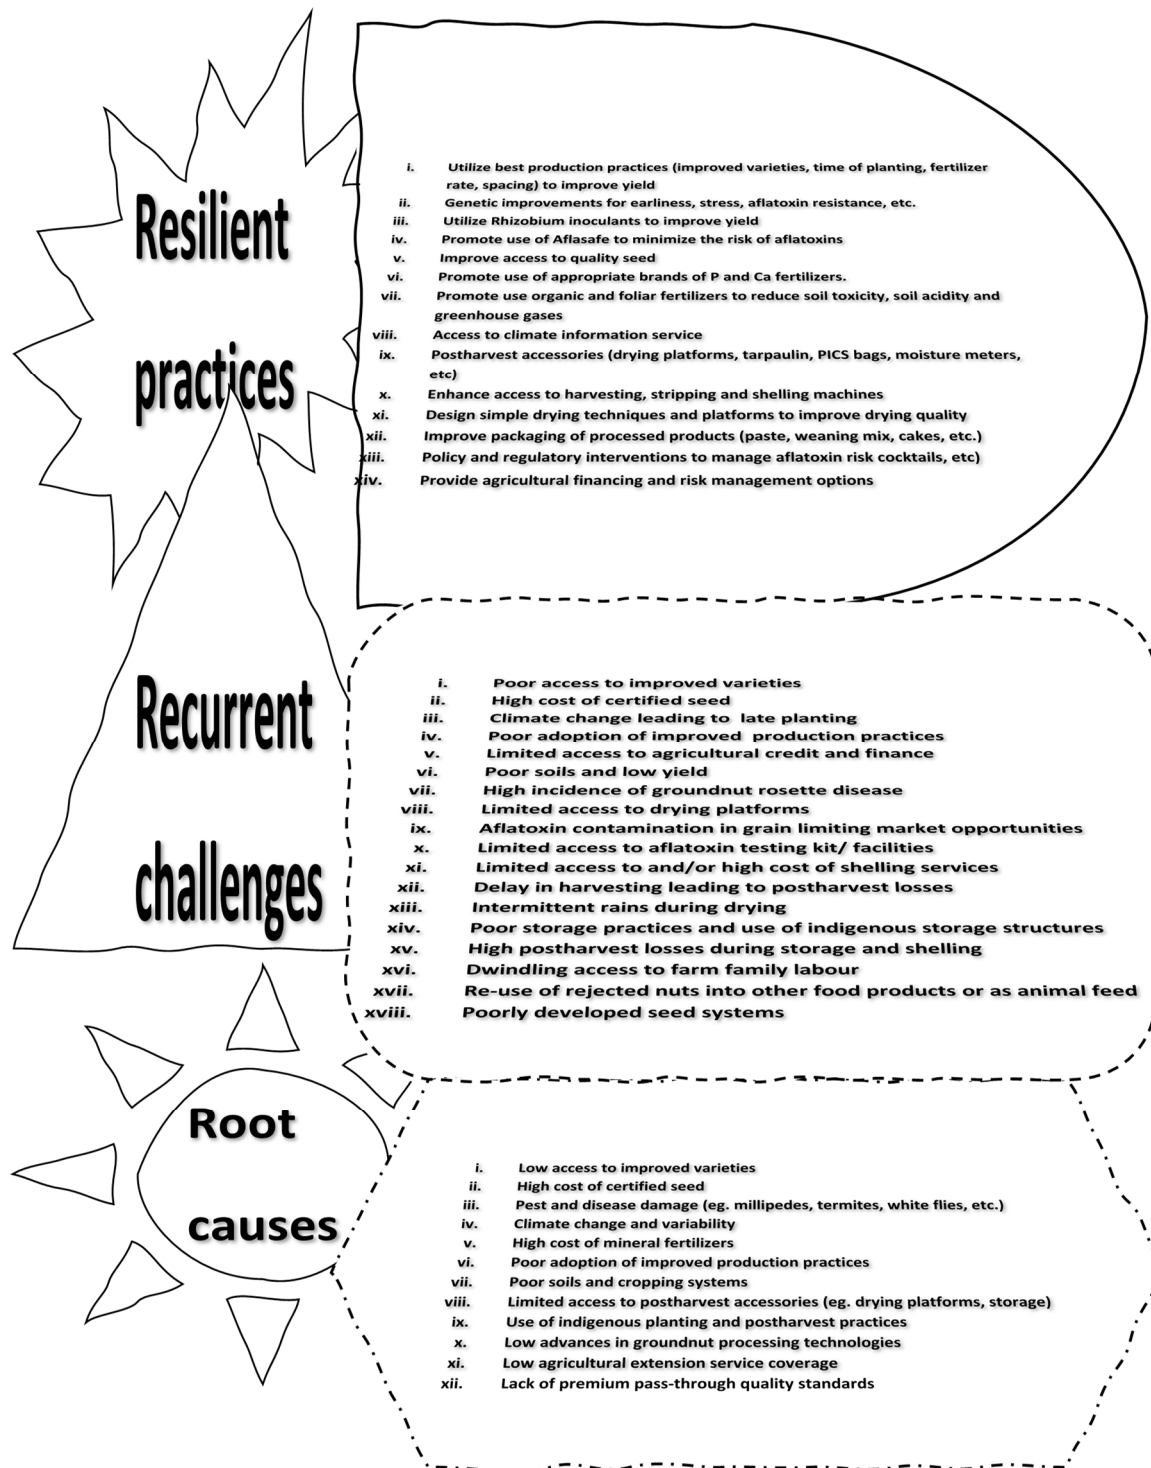 Resilient
practices
i. Utilize best production practices (improved varieties, time of planting, fertilizer
rate, spacing) to improve yield
ii. Genetic improvements for earliness, stress, aflatoxin resistance, etc.
iii. Utilize Rhizobium inoculants to improve yield
iv. Promote use of Aflasafe to minimize the risk of aflatoxins
v. Improve access to quality seed
vi. Promote use of appropriate brands of P and Ca fertilizers.
vii. Promote use organic and foliar fertilizers to reduce soil toxicity, soil acidity and
greenhouse gases
viii. Access to climate information service
ix. Postharvest accessories (drying platforms, tarpaulin, PICS bags, moisture meters,
etc)
x. Enhance access to harvesting, stripping and shelling machines
xi. Design simple drying techniques and platforms to improve drying quality
xii. Improve packaging of processed products (paste, weaning mix, cakes, etc.)
xiii. Policy and regulatory interventions to manage aflatoxin risk cocktails, etc)
xiv. Provide agricultural financing and risk management options
Recurrent
challenges
i. Poor access to improved varieties
ii. High cost of certified seed
iii. Climate change leading to late planting
iv. Poor adoption of improved production practices
v. Limited access to agricultural credit and finance
vi. Poor soils and low yield
vii. High incidence of groundnut rosette disease
viii. Limited access to drying platforms
ix. Aflatoxin contamination in grain limiting market opportunities
x. Limited access to aflatoxin testing kit/ facilities
xi. Limited access to and/or high cost of shelling services
xii. Delay in harvesting leading to postharvest losses
xiii. Intermittent rains during drying
xiv. Poor storage practices and use of indigenous storage structures
xv. High postharvest losses during storage and shelling
xvi. Dwindling access to farm family labour
xvii. Re-use of rejected nuts into other food products or as animal feed
xviii. Poorly developed seed systems
Root
causes
i. Low access to improved varieties
ii. High cost of certified seed
iii. Pest and disease damage (eg. millipedes, termites, white flies, etc.)
iv. Climate change and variability
v. High cost of mineral fertilizers
vi. Poor adoption of improved production practices
vii. Poor soils and cropping systems
viii. Limited access to postharvest accessories (eg. drying platforms, storage)
ix. Use of indigenous planting and postharvest practices
x. Low advances in groundnut processing technologies
xi. Low agricultural extension service coverage
xii. Lack of premium pass-through quality standards